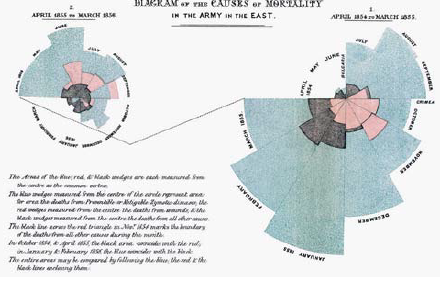 DIAGRAM OF THE CAUSES OF MORTALITY
IN THE ARMY IN THE EAST.
2.
APRIL 1855 TO MARCH 1856
1.
APRIL 1854 TO MARCH 1855.
JUNE
JULY
AUGUST
APRIL 1854
MAY
JUNE
JULY
BULGARIA
AUGUST
SEPTEMBER
CRIMEA
OCTOBER
NOVEMBER
DECEMBER
JANUARY 1855
FEBRUARY
MARCH 1855
The Areas of the blue, red, & black wedges are each measured from
the centre as the common vertex.
The blue wedges measured from the centre of the circle represent area
for area the deaths from Preventible or Mitigable Zymotic diseases, the
red wedges measured from the centre the deaths from wounds, & the
black wedges measured from the centre the deaths from all other causes.
The black line across the red triangle in Nov. 1854 marks the boundary
of the deaths from all other causes during the month.
In October 1854, & April 1855, the black area coincides with the red,
in January & February 1856, the blue coincides with the black.
The entire areas may be compared by following the blue, the red & the
black lines enclosing them.